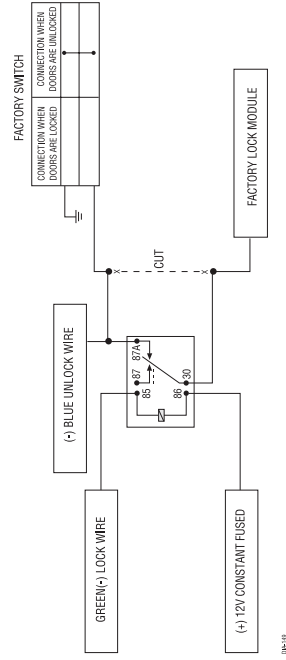 FACTORY SWITCH
CONNECTION WHEN
DOORS ARE LOCKED
CONNECTION WHEN
DOORS ARE UNLOCKED
(-) BLUE UNLOCK WIRE
CUT
GREEN(-) LOCK WIRE
87
87A
85
86
30
(+) 12V CONSTANT FUSED
FACTORY LOCK MODULE
DIA-149